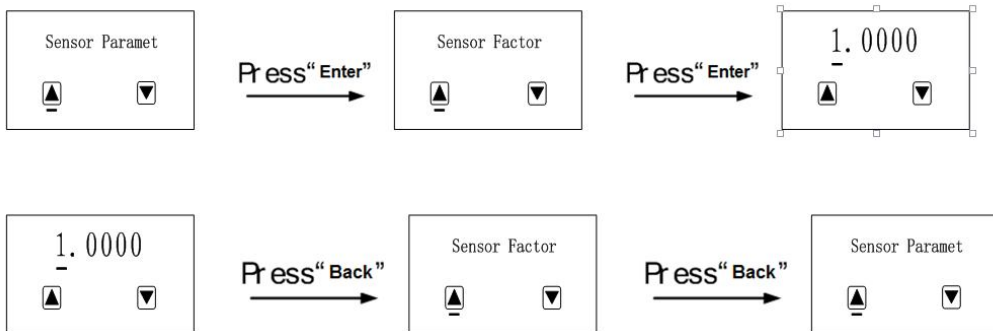 Sensor Paramet
Press“Enter”
Sensor Factor
Press“Enter”
1.0000
1.0000
Press“Back”
Sensor Factor
Press“Back”
Sensor Paramet